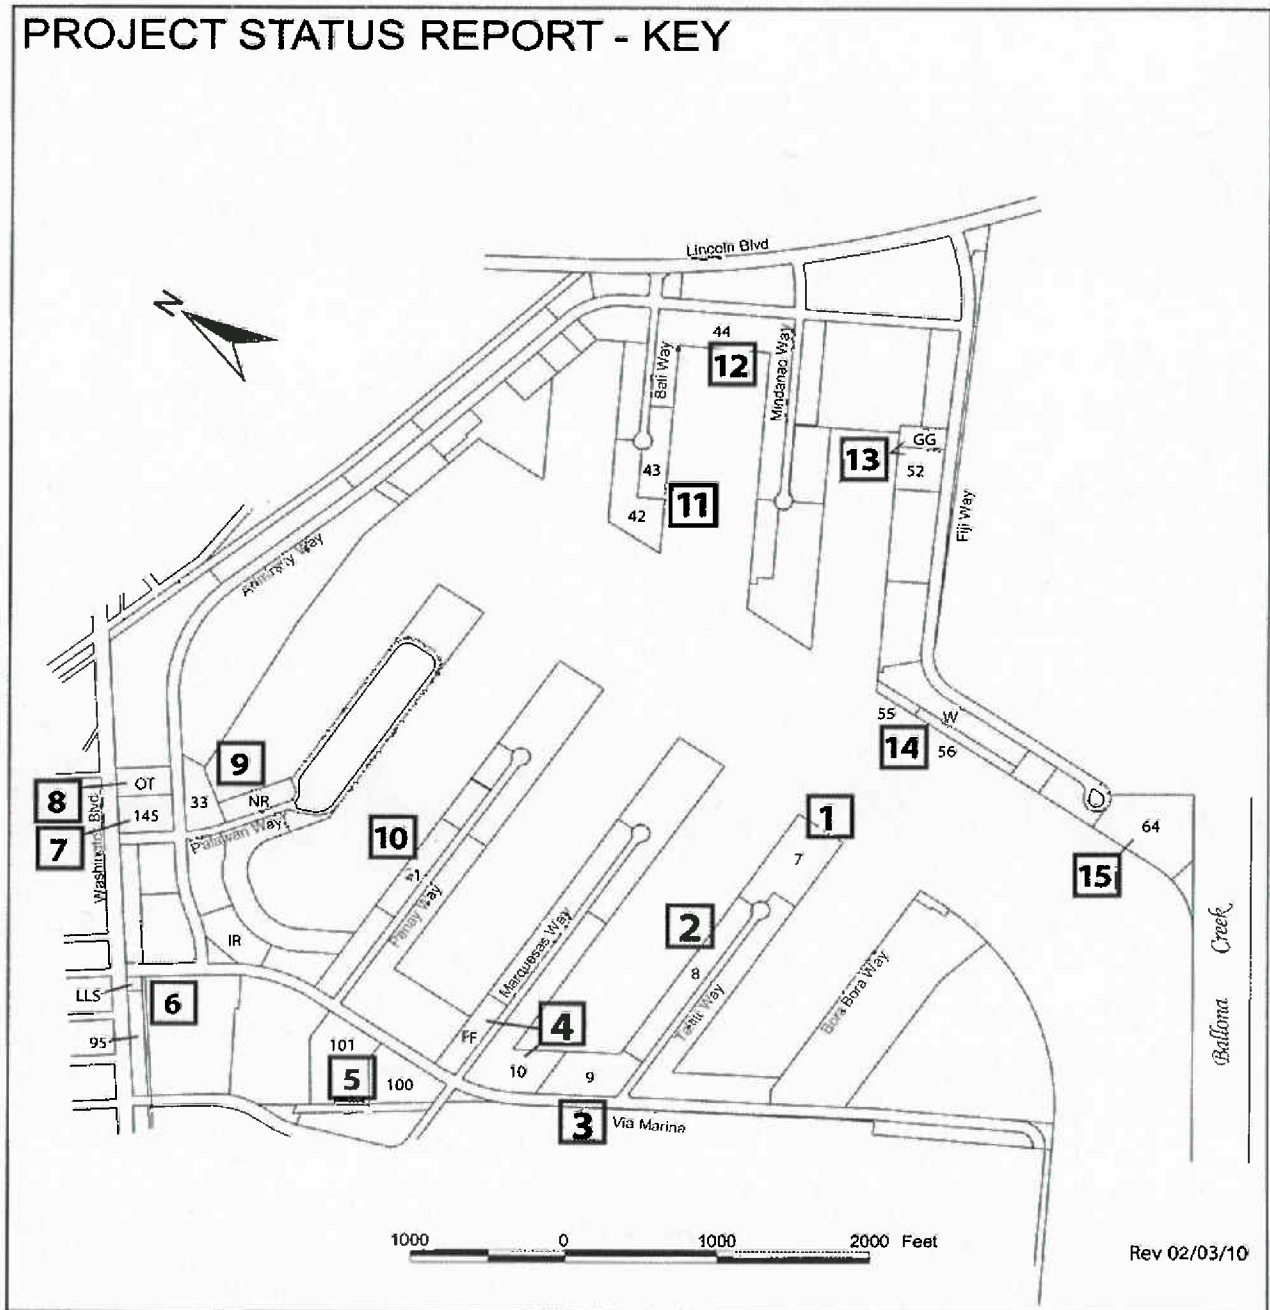 PROJECT STATUS REPORT - KEY
Lincoln Blvd
N
44
12
Bali Way
Mindanao Way
GG
13
52
43
11
42
Fiji Way
Admiralty Way
55
W
14
56
9
8
OT
33
NR
145
7
Washington Blvd
Palawan Way
10
1
7
64
15
Panay Way
Marquesas Way
2
8
IR
Tahiti Way
Bora Bora Way
Ballona Creek
LLS
6
4
FF
95
101
5
100
10
9
3
Via Marina
1000
0
1000
2000 Feet
Rev 02/03/10